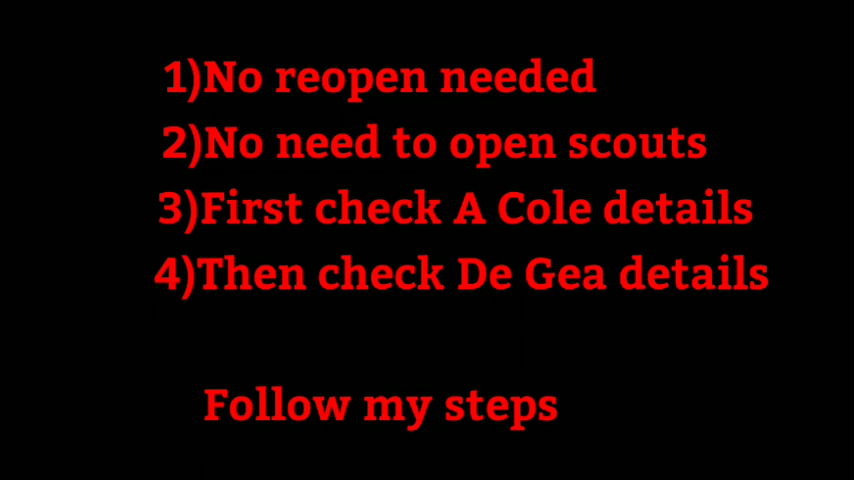 1)No reopen needed
2)No need to open scouts
3)First check A Cole details
4)Then check De Gea details
Follow my steps